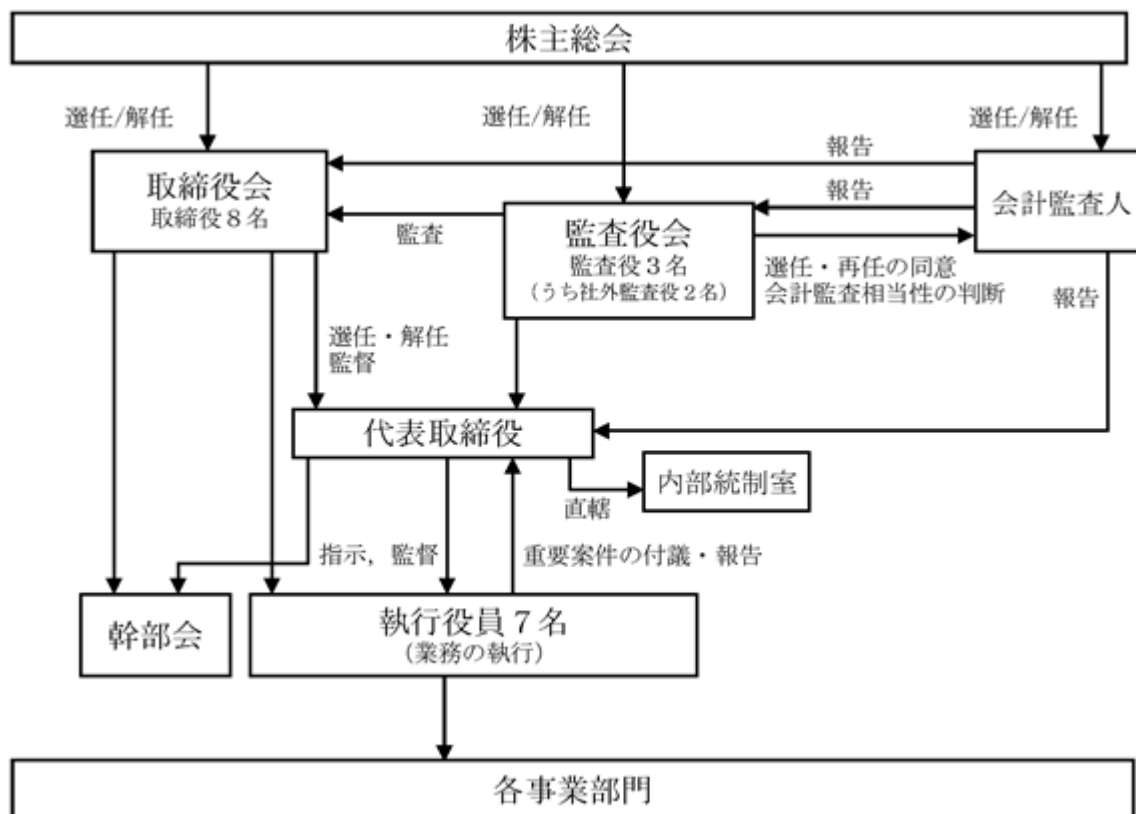 株主総会
選任/解任
選任/解任
選任/解任
報告
取締役会
取締役８名
報告
会計監査人
監査
監査役会
監査役３名
（うち社外監査役２名）
選任・再任の同意
会計監査相当性の判断
報告
選任・解任
監督
代表取締役
内部統制室
直轄
指示，監督
重要案件の付議・報告
幹部会
執行役員７名
（業務の執行）
各事業部門